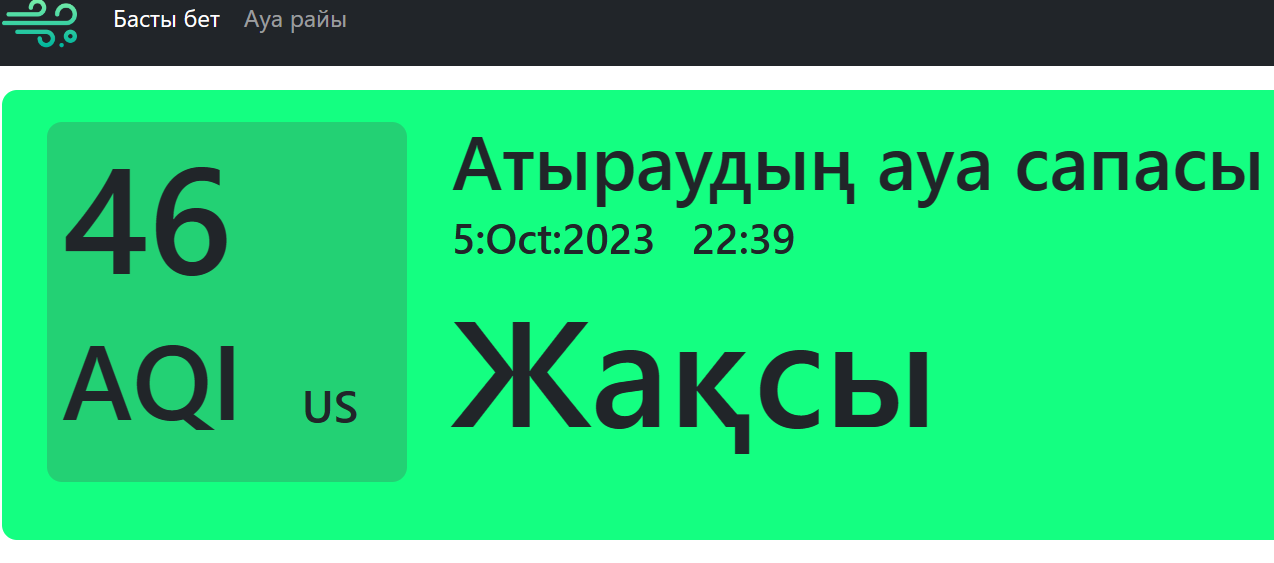 Басты бет Ауа райы
46
AQI US
Атыраудың ауа сапасы
5:Oct:2023 22:39
Жақсы